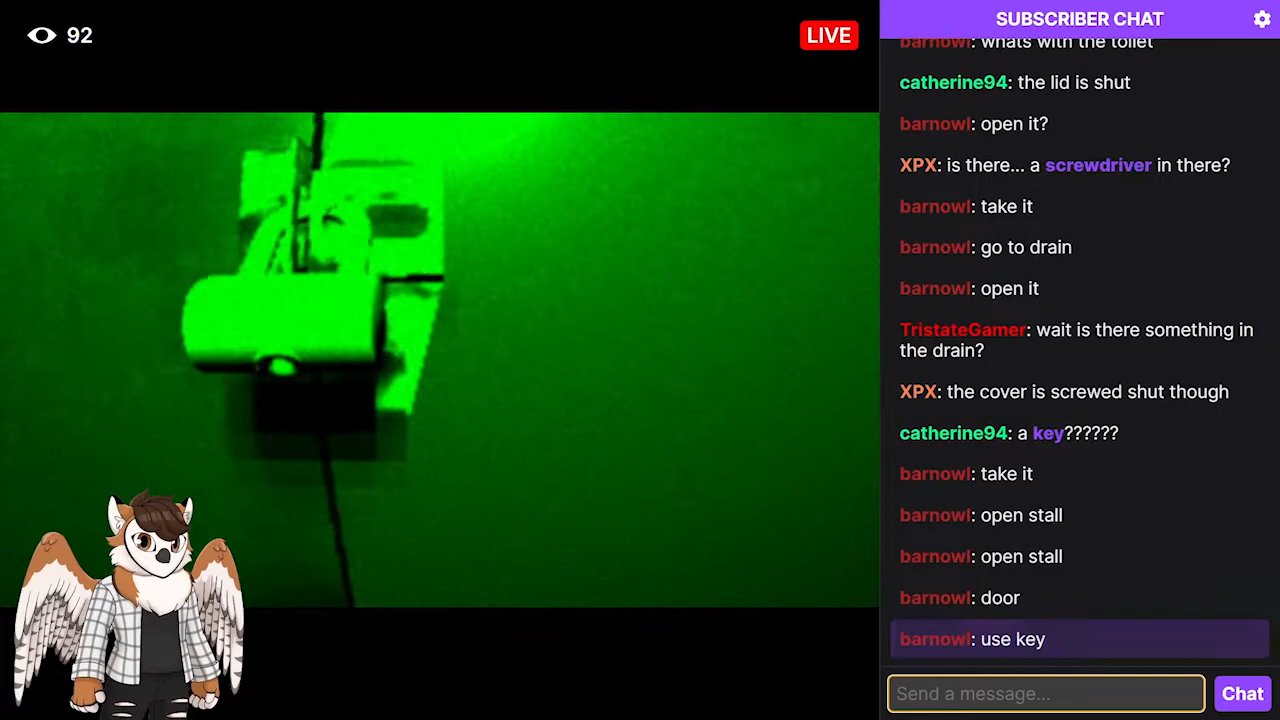 92
LIVE
SUBSCRIBER CHAT
barnowl: whats with the toilet
catherine94: the lid is shut
barnowl: open it?
XPX: is there... a screwdriver in there?
barnowl: take it
barnowl: go to drain
barnowl: open it
TristateGamer: wait is there something in
the drain?
XPX: the cover is screwed shut though
catherine94: a key??????
barnowl: take it
barnowl: open stall
barnowl: open stall
barnowl: door
barnowl: use key
Send a message...
Chat